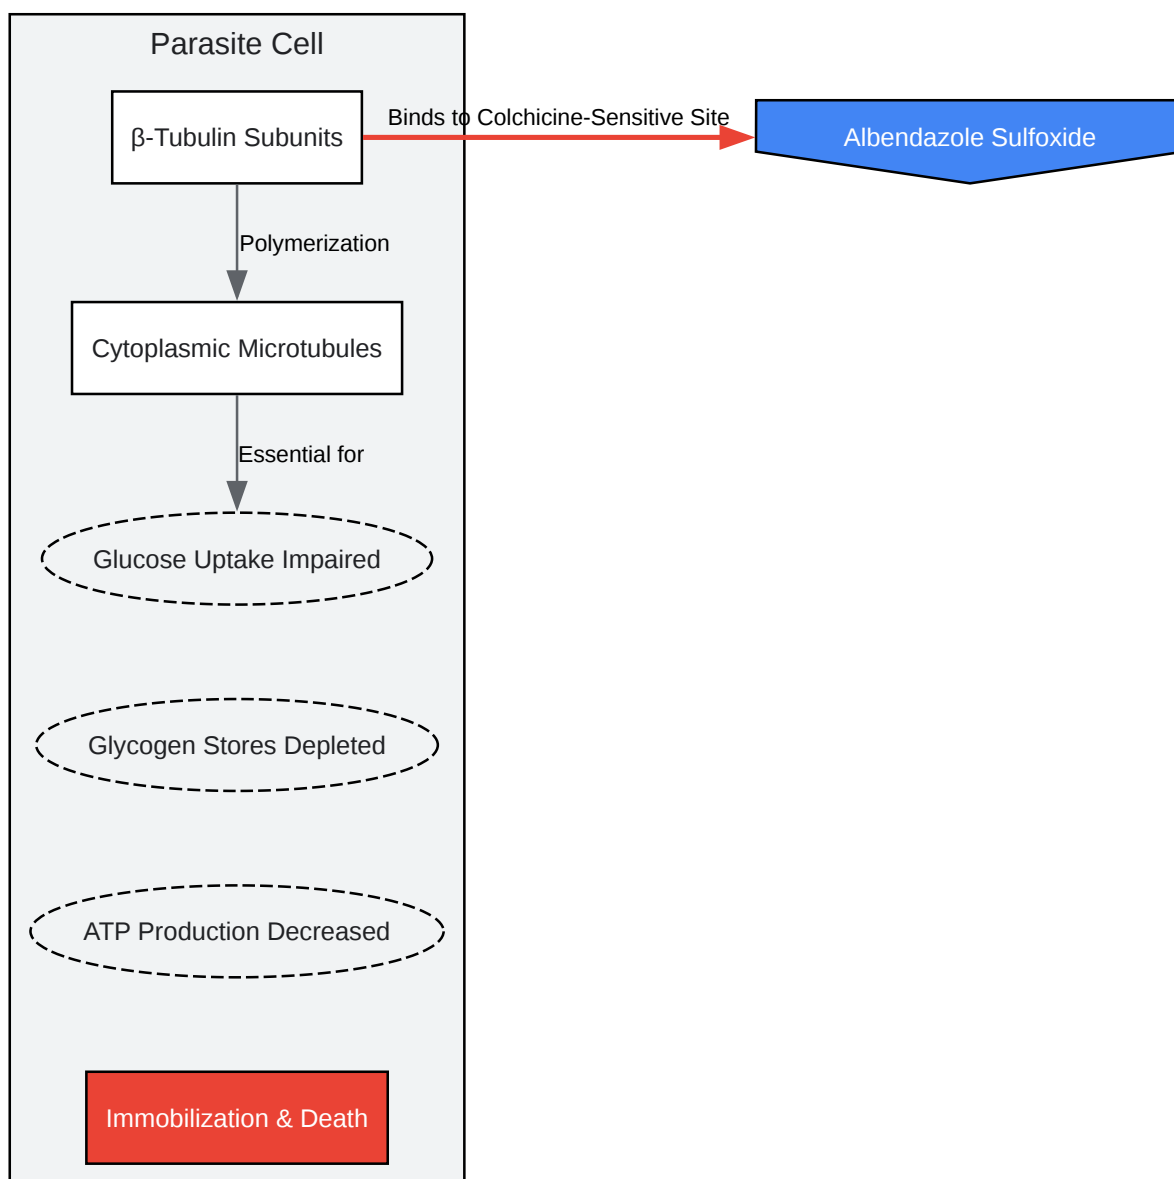 Parasite Cell
β-Tubulin Subunits
Binds to Colchicine-Sensitive Site
Albendazole Sulfoxide
Polymerization
Cytoplasmic Microtubules
Essential for
Glucose Uptake Impaired
Glycogen Stores Depleted
ATP Production Decreased
Immobilization & Death